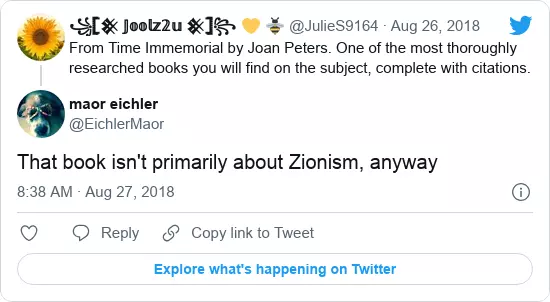 ꧁[𒆜 𝕁𝕠𝕠𝕝𝕫𝟚𝕦 𒆜]꧂ 💛 🐝 @JulieS9164 · Aug 26, 2018
From Time Immemorial by Joan Peters. One of the most thoroughly
researched books you will find on the subject, complete with citations.
maor eichler
@EichlerMaor
That book isn't primarily about Zionism, anyway
8:38 AM · Aug 27, 2018
Reply
Copy link to Tweet
Explore what's happening on Twitter